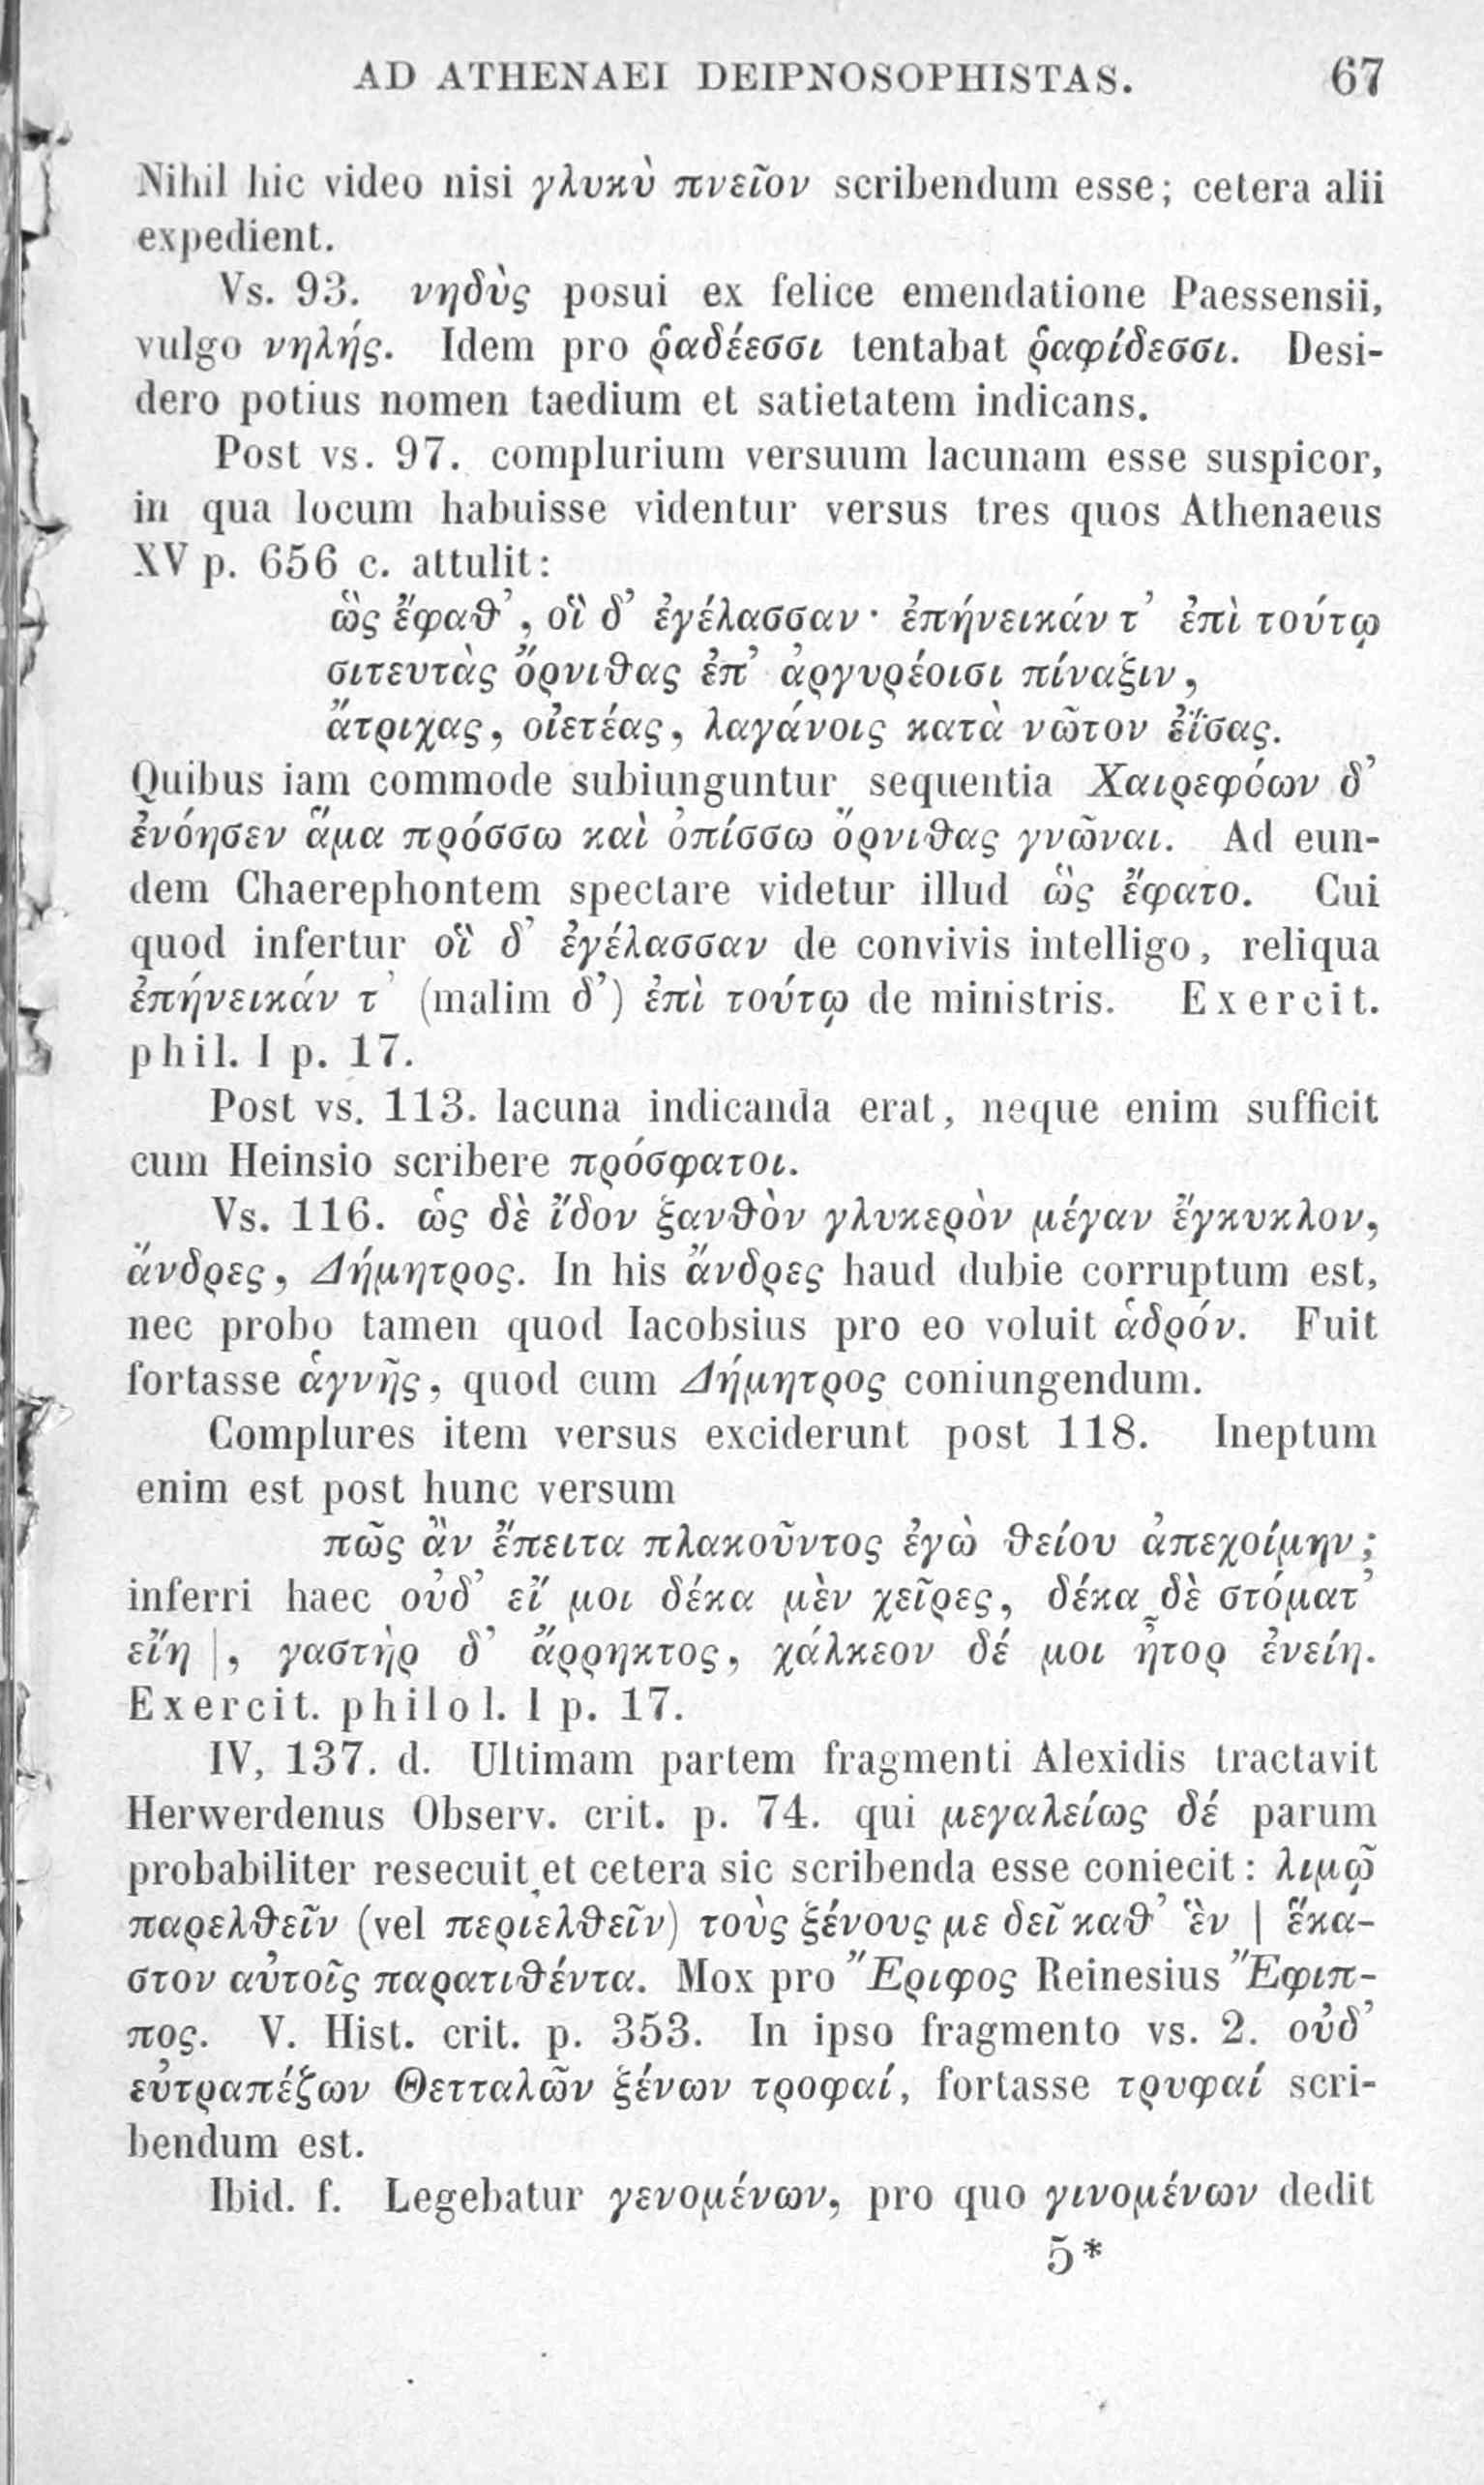 AD ATHENAEI DEIPNOSOPHISTAS. 67
Nihil hic video nisi γλυκὺ πνεῖον scribendum esse; cetera alii
expedient.
Vs. 93. νηδὺς posui ex felice emendatione Paessensii,
vulgo νηλής. Idem pro ῥαδέεσσι tentabat ῥαφίδεσσι. Desi-
dero potius nomen taedium et satietatem indicans.
Post vs. 97. complurium versuum lacunam esse suspicor,
in qua locum habuisse videntur versus tres quos Athenaeus
XV p. 656 c. attulit:
ὣς ἔφαθ’, οἳ δ’ ἐγέλασσαν· ἐπήνεικάν τ’ ἐπὶ τούτῳ
σιτευτὰς ὄρνιθας ἐπ’ ἀργυρέοισι πίναξιν,
ἄτριχας, οἰετέας, λαγάνοις κατὰ νῶτον ἐΐσας.
Quibus iam commode subiunguntur sequentia Χαιρεφόων δ’
ἐνόησεν ἅμα πρόσσω καὶ ὀπίσσω ὄρνιθας γνῶναι. Ad eun-
dem Chaerephontem spectare videtur illud ὣς ἔφατο. Cui
quod infertur οἳ δ’ ἐγέλασσαν de convivis intelligo, reliqua
ἐπήνεικάν τ’ (malim δ’) ἐπὶ τούτῳ de ministris. Exercit.
phil. I p. 17.
Post vs. 113. lacuna indicanda erat, neque enim sufficit
cum Heinsio scribere πρόσφατοι.
Vs. 116. ὡς δὲ ἴδον ξανθὸν γλυκερὸν μέγαν ἔγκυκλον,
ἄνδρες, Δήμητρος. In his ἄνδρες haud dubie corruptum est,
nec probo tamen quod Iacobsius pro eo voluit ἁδρόν. Fuit
fortasse ἁγνῆς, quod cum Δήμητρος coniungendum.
Complures item versus exciderunt post 118. Ineptum
enim est post hunc versum
πῶς ἂν ἔπειτα πλακοῦντος ἐγὼ θείου ἀπεχοίμην;
inferri haec οὐδ’ εἴ μοι δέκα μὲν χεῖρες, δέκα δὲ στόματ’
εἴη |, γαστὴρ δ’ ἄρρηκτος, χάλκεον δέ μοι ἦτορ ἐνείη.
Exercit. philol. I p. 17.
IV, 137. d. Ultimam partem fragmenti Alexidis tractavit
Herwerdenus Observ. crit. p. 74. qui μεγαλείως δέ parum
probabiliter resecuit et cetera sic scribenda esse coniecit: λιμῷ
παρελθεῖν (vel περιελθεῖν) τοὺς ξένους με δεῖ καθ’ ἓν | ἕκα-
στον αὐτοῖς παρατιθέντα. Mox pro Ἔριφος Reinesius Ἔφιπ-
πος. V. Hist. crit. p. 353. In ipso fragmento vs. 2. οὐδ’
εὐτραπέζων Θετταλῶν ξένων τροφαί, fortasse τρυφαί scri-
bendum est.
Ibid. f. Legebatur γενομένων, pro quo γινομένων dedit
5*